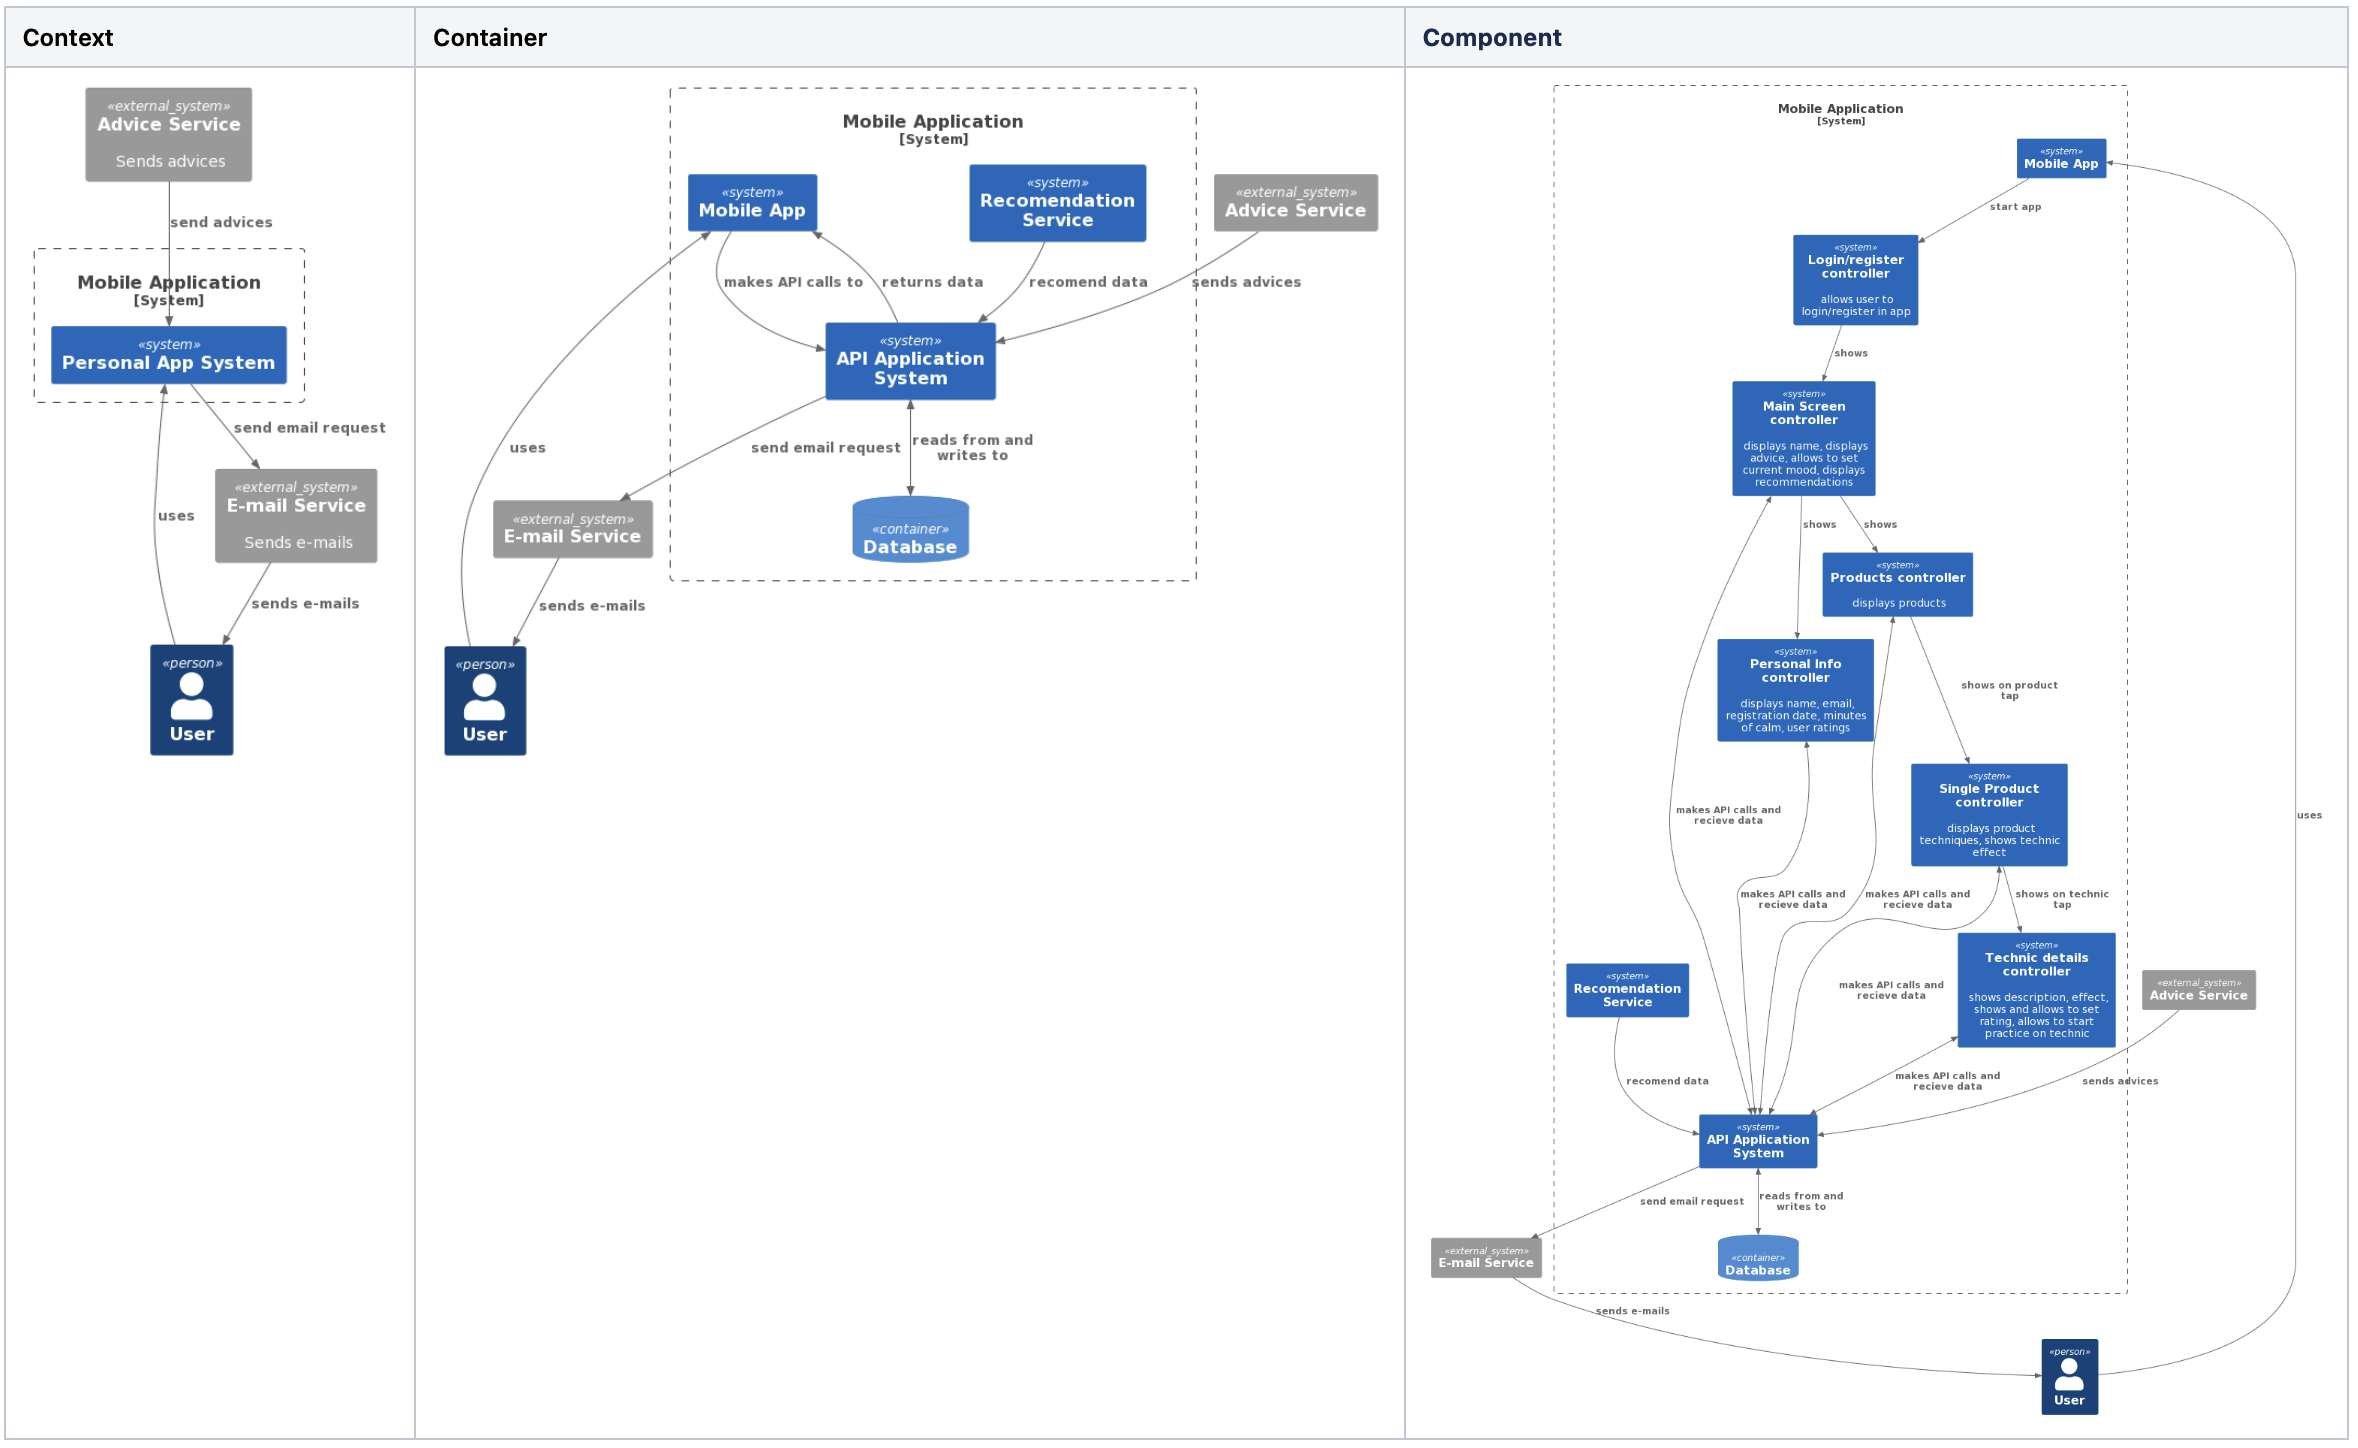 Context
Container
Component
«external_system»
Advice Service
Sends advices
send advices
Mobile Application
[System]
«system»
Personal App System
send email request
«external_system»
E-mail Service
Sends e-mails
uses
sends e-mails
«person»
User
Mobile Application
[System]
«system»
Mobile App
«system»
Recomendation
Service
«external_system»
Advice Service
makes API calls to
returns data
recomend data
sends advices
«system»
API Application
System
uses
send email request
reads from and
writes to
«external_system»
E-mail Service
«container»
Database
sends e-mails
«person»
User
Mobile Application
[System]
«system»
Mobile App
start app
«system»
Login/register
controller
allows user to
login/register in app
shows
«system»
Main Screen
controller
displays name, displays
advice, allows to set
current mood, displays
recommendations
shows
shows
«system»
Products controller
displays products
«system»
Personal Info
controller
displays name, email,
registration date, minutes
of calm, user ratings
shows on product
tap
«system»
Single Product
controller
displays product
techniques, shows technic
effect
makes API calls and
recieve data
uses
makes API calls and
recieve data
makes API calls and
recieve data
shows on technic
tap
«system»
Technic details
controller
shows description, effect,
shows and allows to set
rating, allows to start
practice on technic
«system»
Recomendation
Service
makes API calls and
recieve data
«external_system»
Advice Service
recomend data
makes API calls and
recieve data
sends advices
«system»
API Application
System
send email request
reads from and
writes to
«external_system»
E-mail Service
«container»
Database
sends e-mails
«person»
User